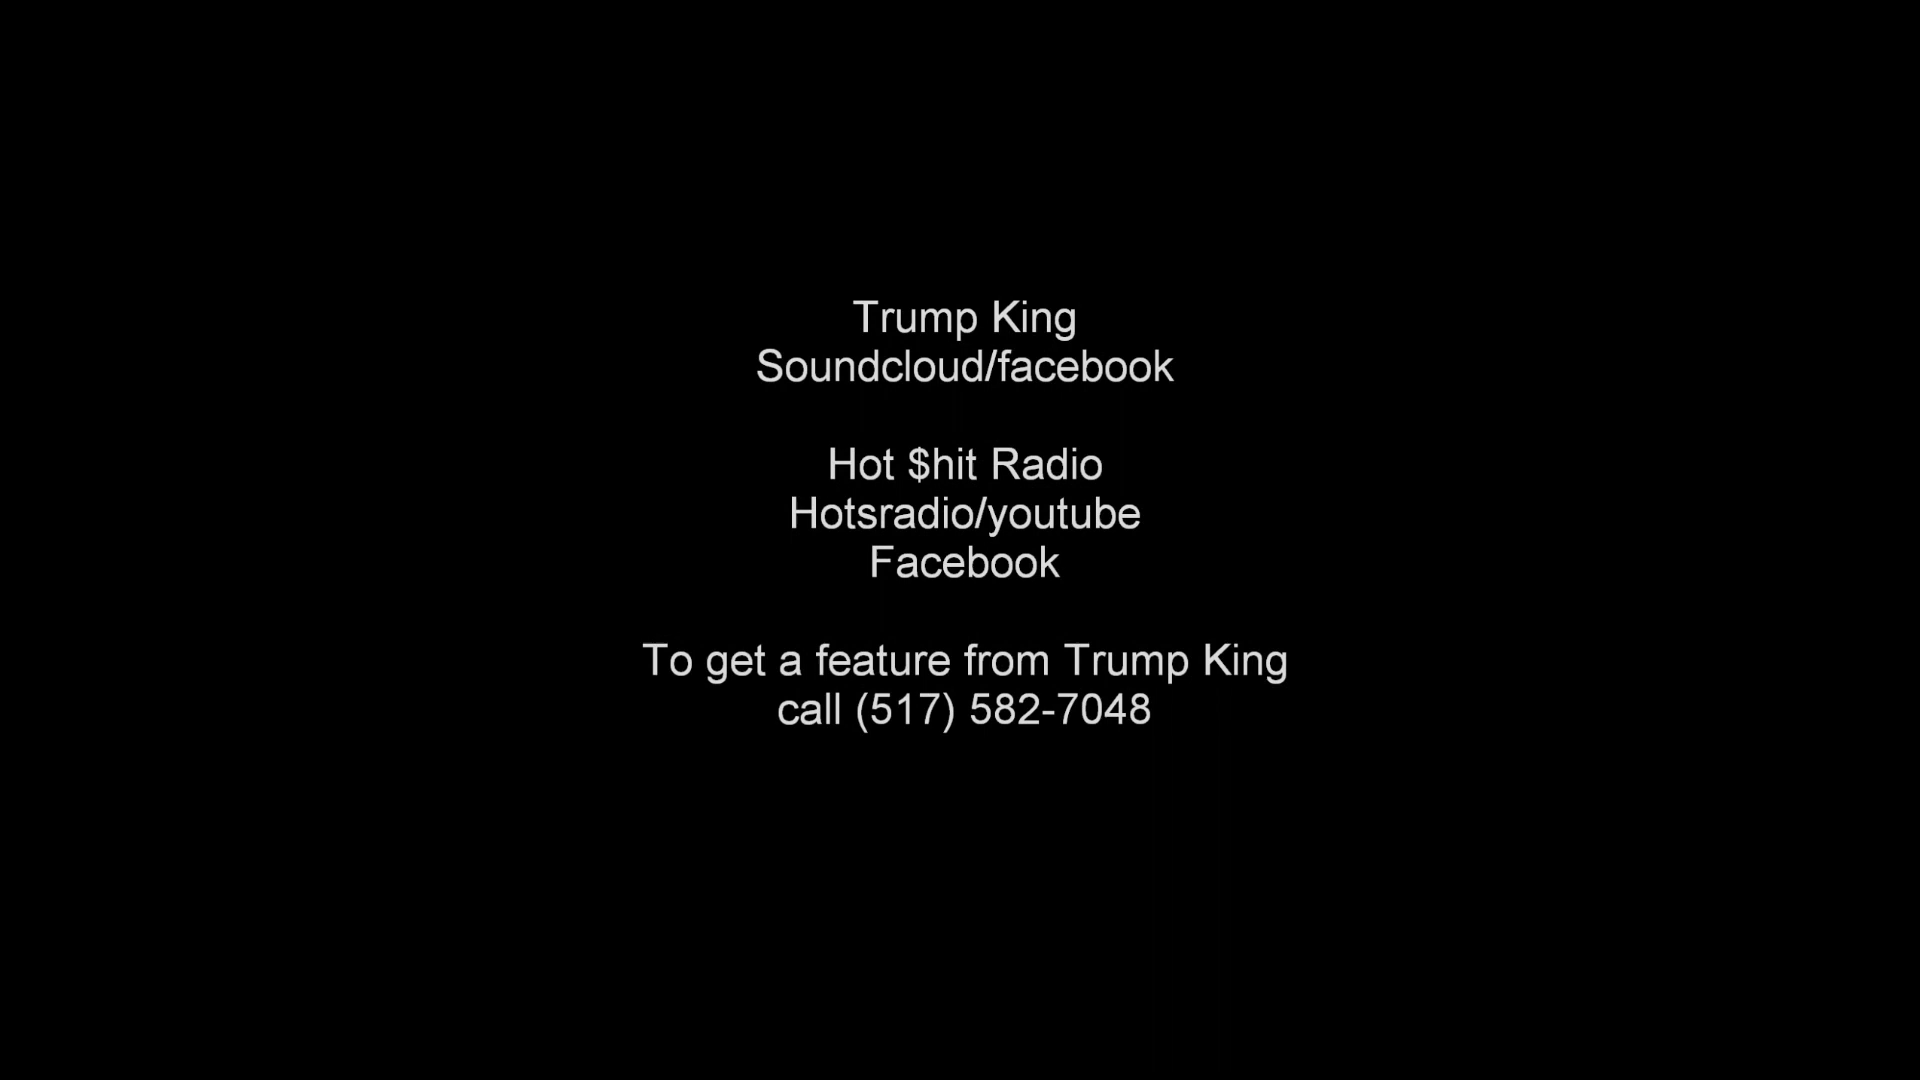 Trump King
Soundcloud/facebook
Hot $hit Radio
Hotsradio/youtube
Facebook
To get a feature from Trump King
call (517) 582-7048